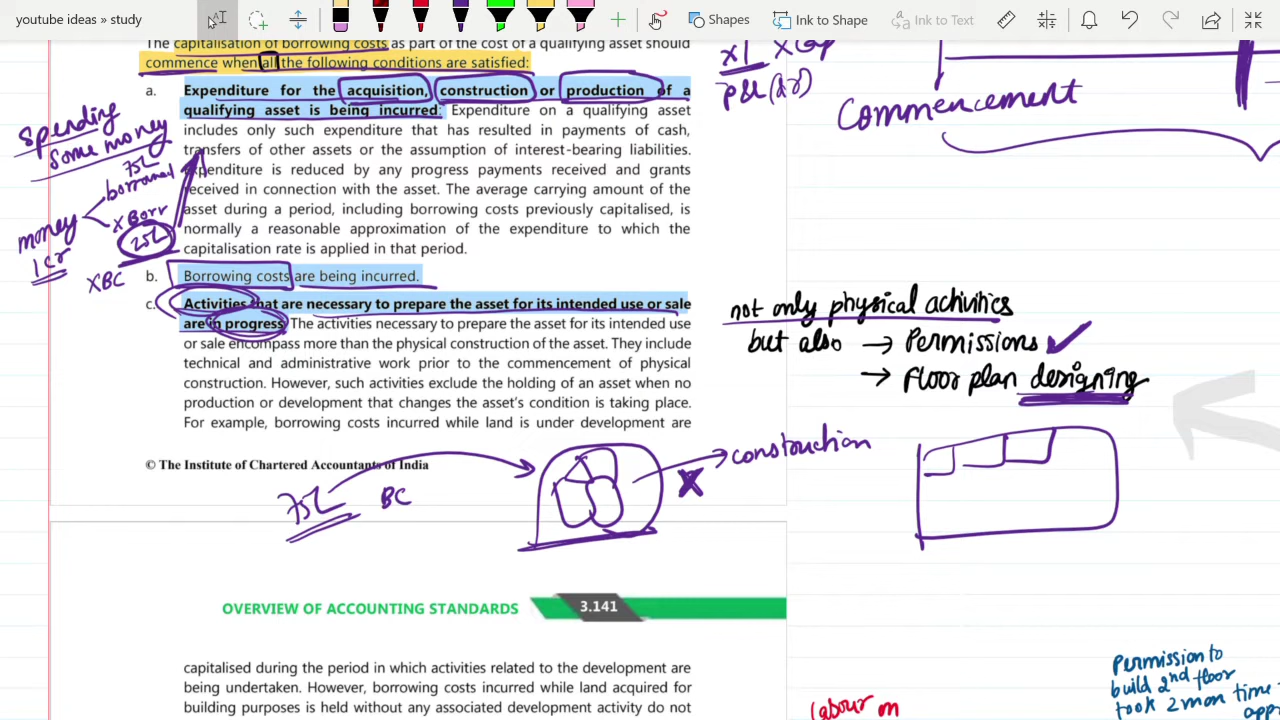 youtube ideas » study
Shapes
Ink to Shape
Ink to Text
The capitalisation of borrowing costs as part of the cost of a qualifying asset should
commence when all the following conditions are satisfied:
a. Expenditure for the acquisition, construction or production of a
qualifying asset is being incurred: Expenditure on a qualifying asset
includes only such expenditure that has resulted in payments of cash,
transfers of other assets or the assumption of interest-bearing liabilities.
Expenditure is reduced by any progress payments received and grants
received in connection with the asset. The average carrying amount of the
asset during a period, including borrowing costs previously capitalised, is
normally a reasonable approximation of the expenditure to which the
capitalisation rate is applied in that period.
b. Borrowing costs are being incurred.
c. Activities that are necessary to prepare the asset for its intended use or sale
are in progress: The activities necessary to prepare the asset for its intended use
or sale encompass more than the physical construction of the asset. They include
technical and administrative work prior to the commencement of physical
construction. However, such activities exclude the holding of an asset when no
production or development that changes the asset's condition is taking place.
For example, borrowing costs incurred while land is under development are
© The Institute of Chartered Accountants of India
spending
some money
75L
borrowed
money
X Borr
25L
1 cr
XBC
75L BC
construction
X
OVERVIEW OF ACCOUNTING STANDARDS 3.141
capitalised during the period in which activities related to the development are
being undertaken. However, borrowing costs incurred while land acquired for
building purposes is held without any associated development activity do not
x1 x Cap
P&L (dr)
Commencement
not only physical activities
but also → Permissions
→ Floor plan designing
Permission to
build 2nd floor
took 2 mon time
labour on